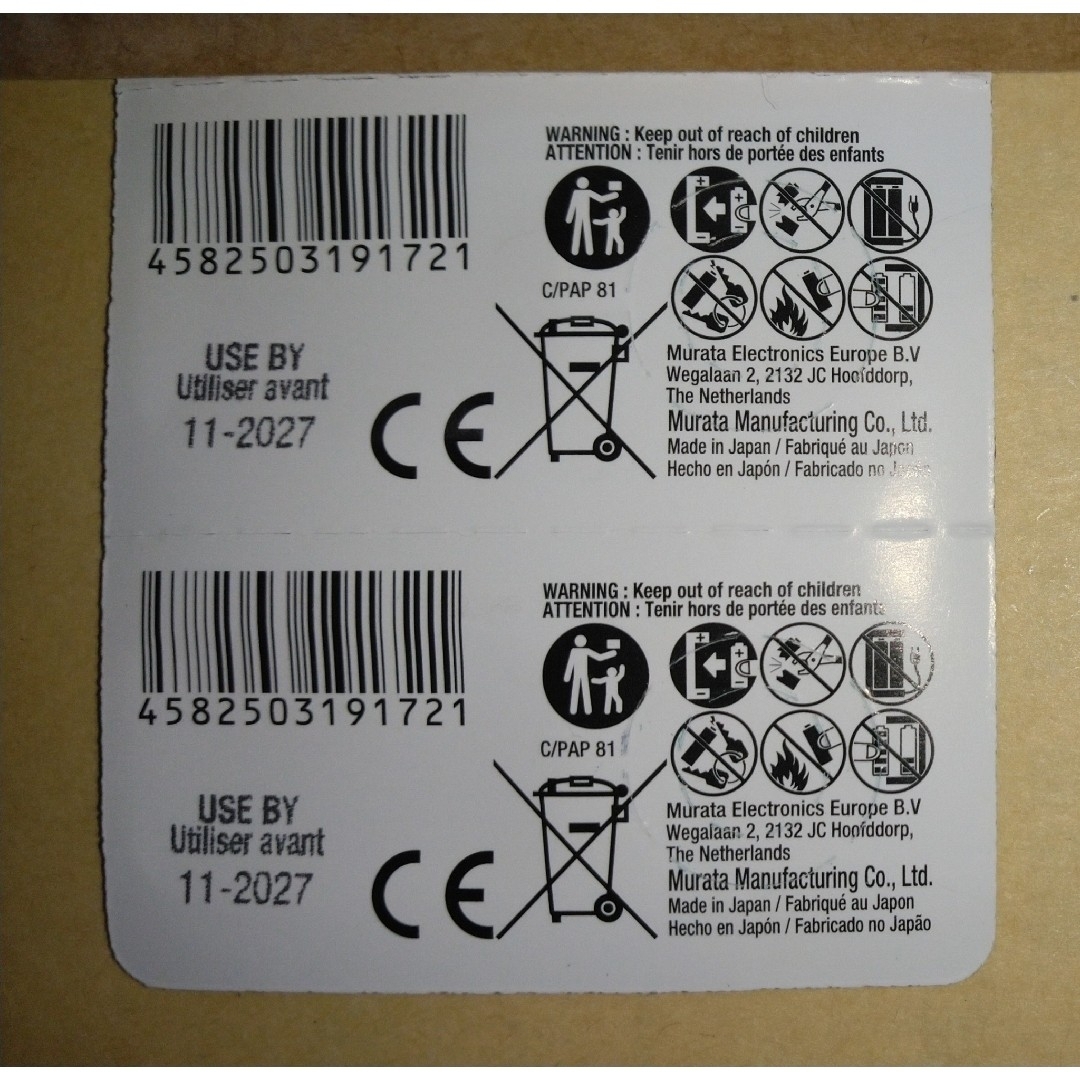 WARNING : Keep out of reach of children
ATTENTION : Tenir hors de portée des enfants
4582503191721
C/PAP 81
USE BY
Utiliser avant
11-2027
CE
Murata Electronics Europe B.V
Wegalaan 2, 2132 JC Hoofddorp,
The Netherlands
Murata Manufacturing Co., Ltd.
Made in Japan / Fabriqué au Japon
Hecho en Japón / Fabricado no Japão
WARNING : Keep out of reach of children
ATTENTION : Tenir hors de portée des enfants
4582503191721
C/PAP 81
USE BY
Utiliser avant
11-2027
CE
Murata Electronics Europe B.V
Wegalaan 2, 2132 JC Hoofddorp,
The Netherlands
Murata Manufacturing Co., Ltd.
Made in Japan / Fabriqué au Japon
Hecho en Japón / Fabricado no Japão